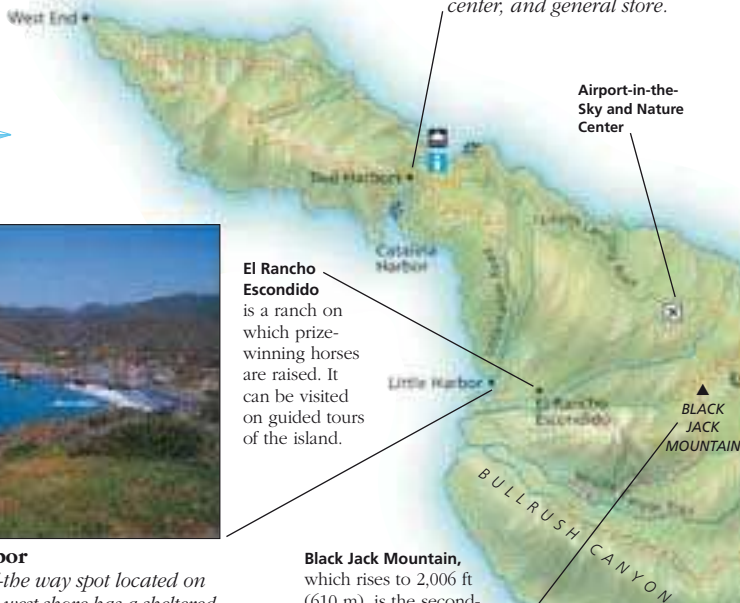 center, and general store.
West End
Airport-in-the-
Sky and Nature
Center
Two Harbors
Catalina
Harbor
El Rancho
Escondido
is a ranch on
which prize-
winning horses
are raised. It
can be visited
on guided tours
of the island.
Little Harbor
El Rancho
Escondido
BLACK
JACK
MOUNTAIN
BULLRUSH CANYON
bor
-the way spot located on
west shore has a sheltered
Black Jack Mountain,
which rises to 2,006 ft
(610 m), is the second-